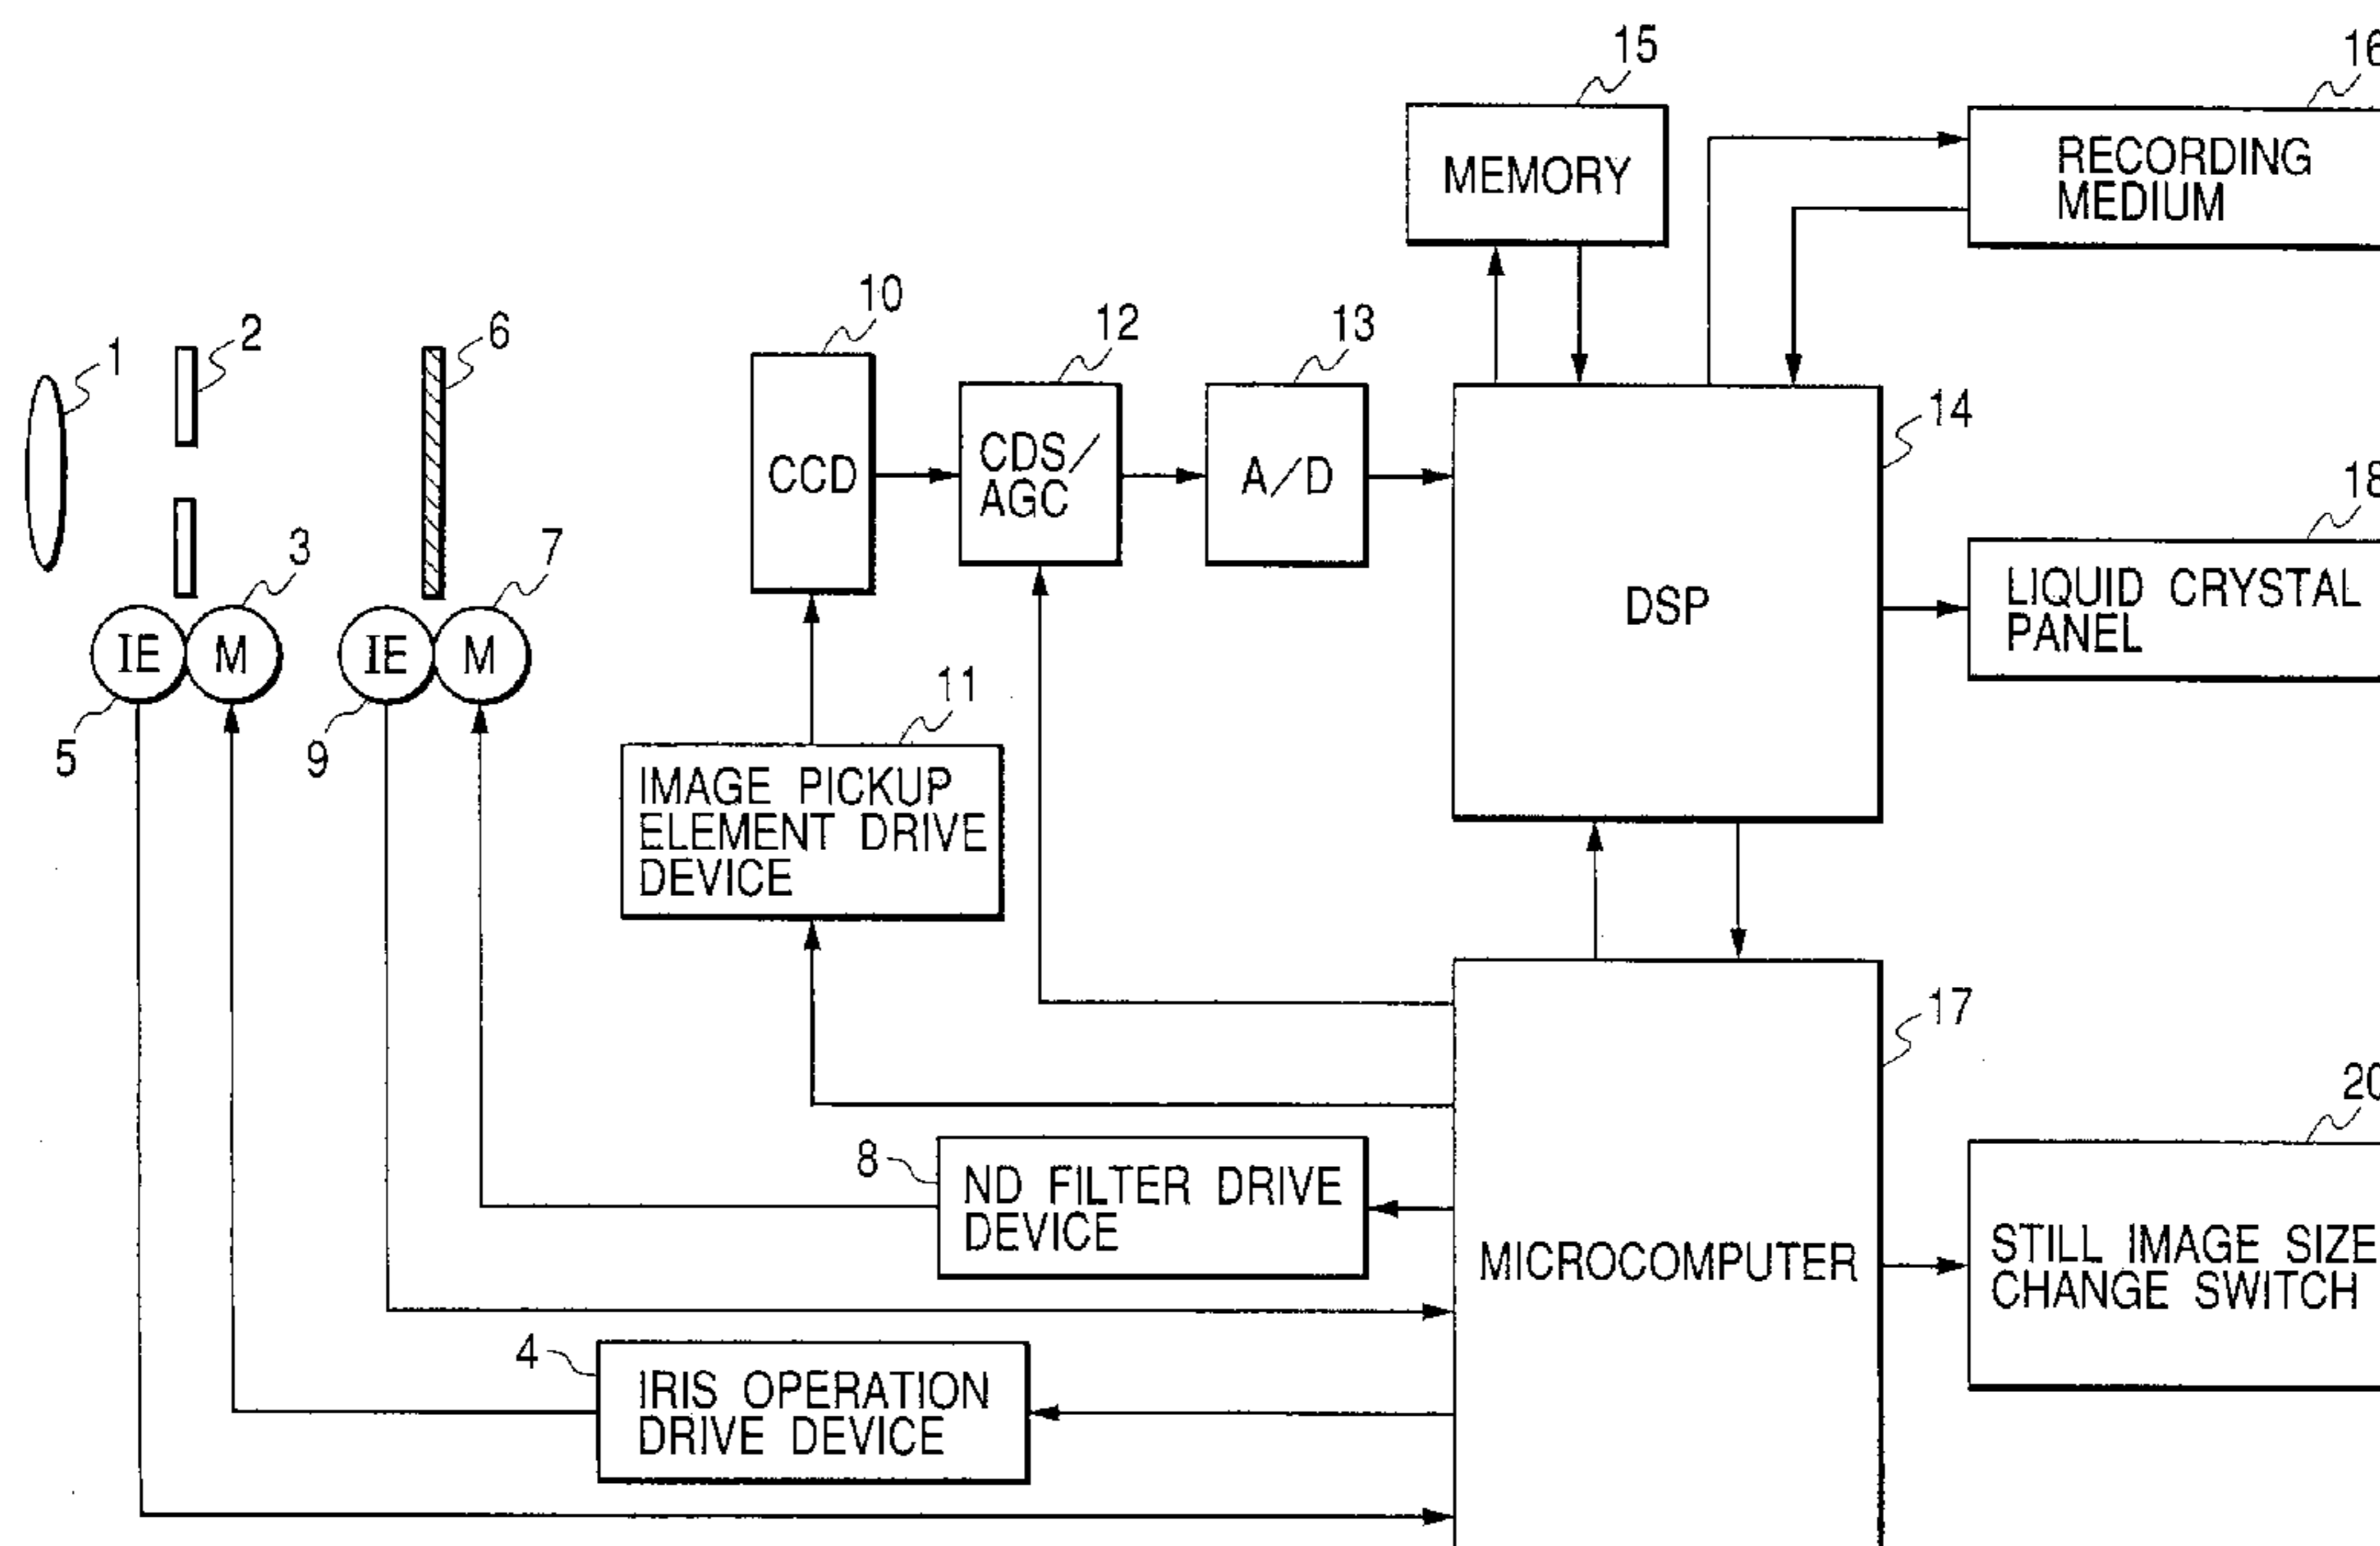 15
16
MEMORY
RECORDING
MEDIUM
10
12
13
1
2
6
14
CCD
CDS/
AGC
A/D
DSP
18
LIQUID CRYSTAL
PANEL
3
7
IE
M
IE
M
5
9
11
IMAGE PICKUP
ELEMENT DRIVE
DEVICE
17
20
8
ND FILTER DRIVE
DEVICE
MICROCOMPUTER
STILL IMAGE SIZE
CHANGE SWITCH
4
IRIS OPERATION
DRIVE DEVICE